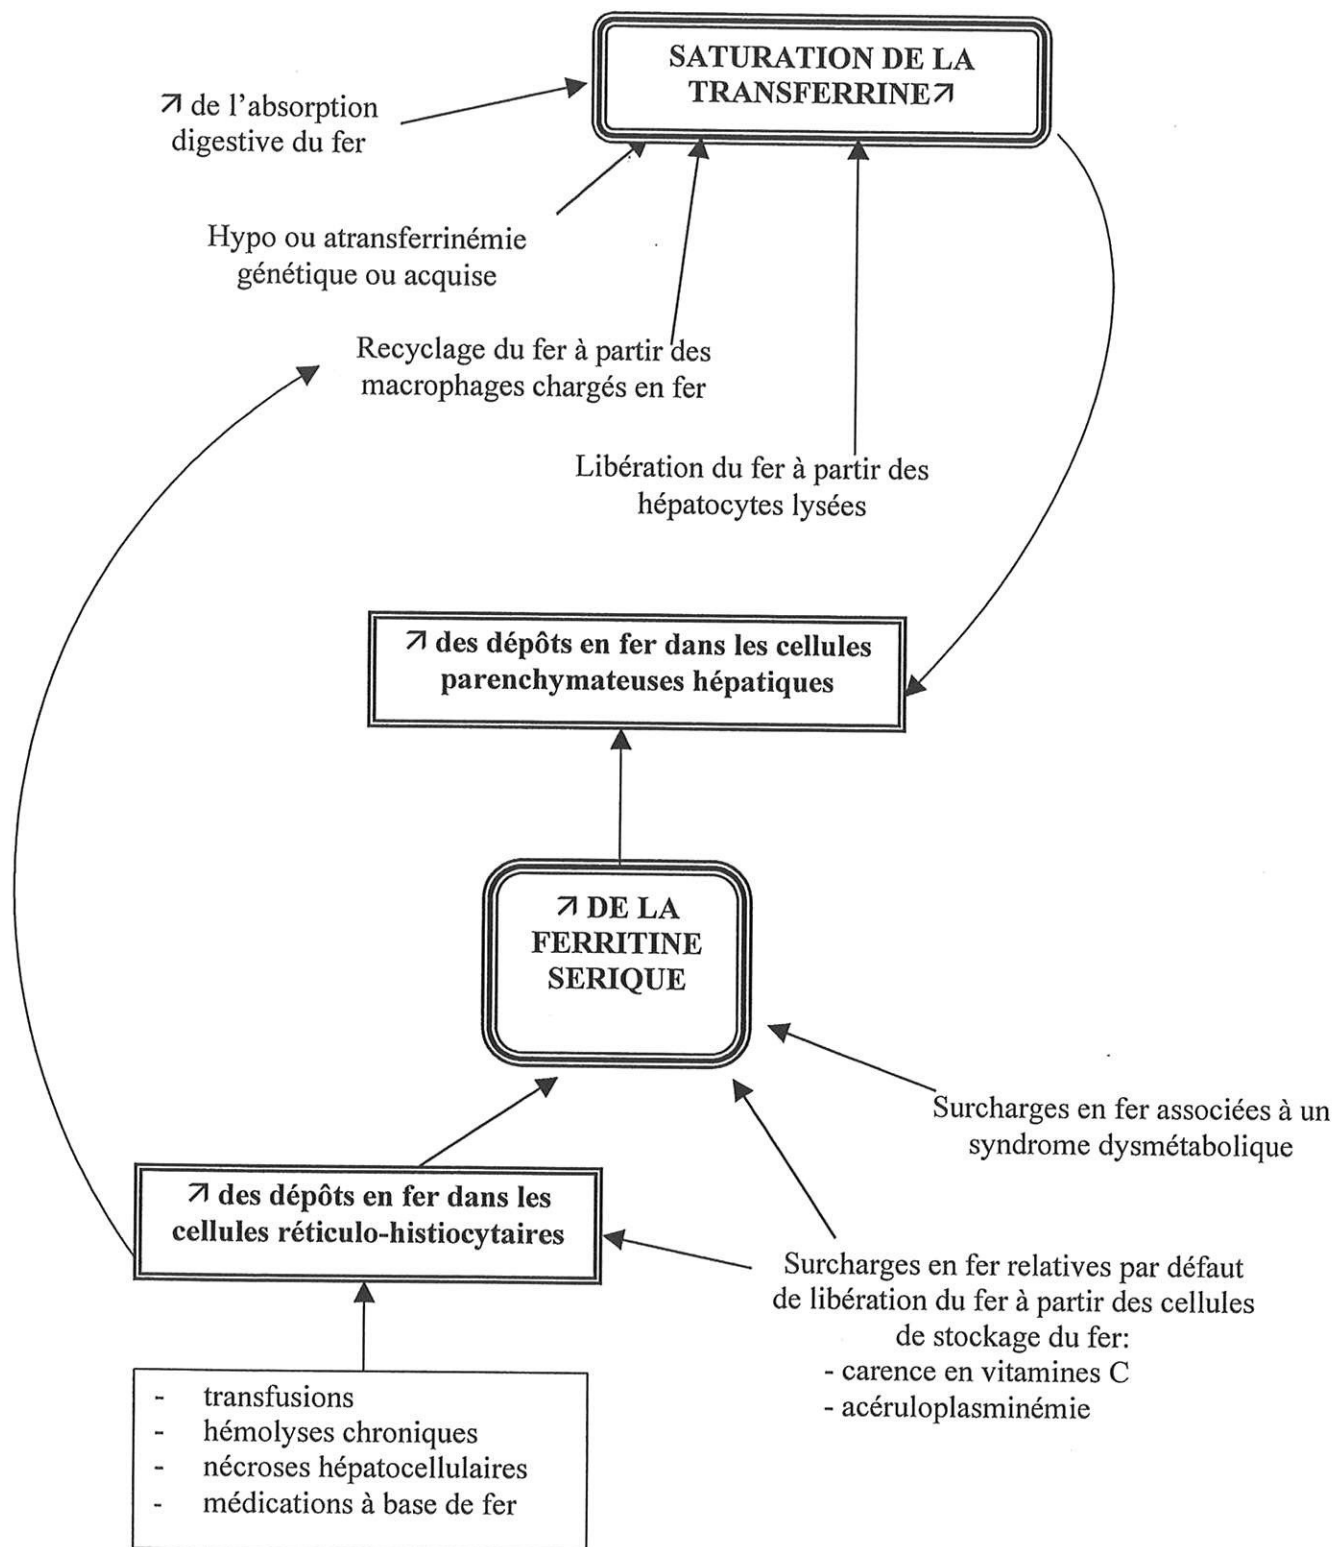 SATURATION DE LA
TRANSFERRINE↗
↗ de l’absorption
digestive du fer
Hypo ou atransferrinémie
génétique ou acquise
Recyclage du fer à partir des
macrophages chargés en fer
Libération du fer à partir des
hépatocytes lysées
↗ des dépôts en fer dans les cellules
parenchymateuses hépatiques
↗ DE LA
FERRITINE
SERIQUE
Surcharges en fer associées à un
syndrome dysmétabolique
↗ des dépôts en fer dans les
cellules réticulo-histiocytaires
Surcharges en fer relatives par défaut
de libération du fer à partir des cellules
de stockage du fer:
- carence en vitamines C
- acéruloplasminémie
- transfusions
- hémolyses chroniques
- nécroses hépatocellulaires
- médications à base de fer